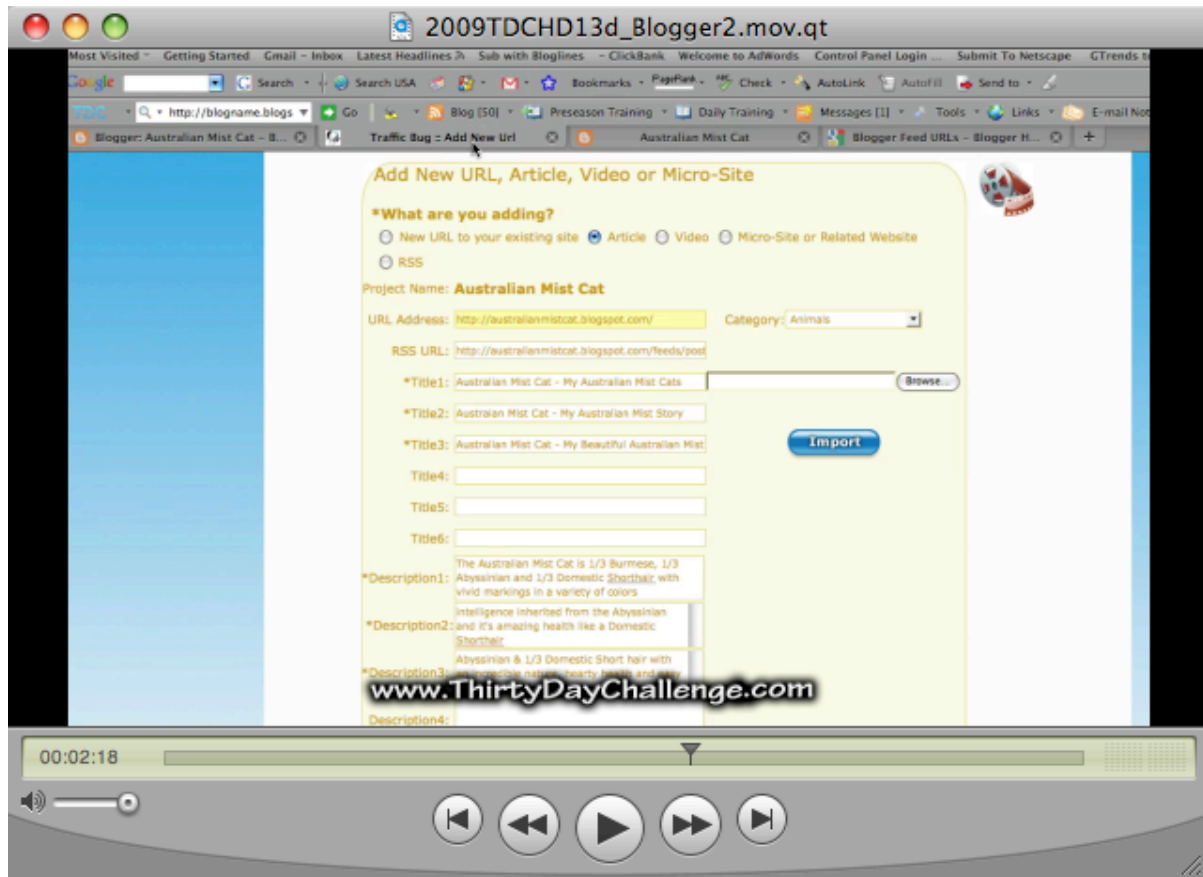 2009TDCHD13d_Blogger2.mov.qt
Most Visited Getting Started Gmail – Inbox Latest Headlines Sub with Bloglines – ClickBank Welcome to AdWords Control Panel Login ... Submit To Netscape GTrends
Google Search Search USA Bookmarks PageRank Check AutoLink AutoFill Send to
TDC http://blogname.blogs Go Blog [50] Preseason Training Daily Training Messages [1] Tools Links E-mail Not
Blogger: Australian Mist Cat – B... Traffic Bug :: Add New Url Australian Mist Cat Blogger Feed URLs – Blogger H... +
Add New URL, Article, Video or Micro-Site
*What are you adding?
New URL to your existing site Article Video Micro-Site or Related Website
RSS
Project Name: Australian Mist Cat
URL Address: http://australianmistcat.blogspot.com/ Category: Animals
RSS URL: http://australianmistcat.blogspot.com/feeds/post
*Title1: Australian Mist Cat - My Australian Mist Cats Browse...
*Title2: Austraian Mist Cat - My Australian Mist Story
*Title3: Australian Mist Cat - My Beautiful Australian Mist Import
Title4:
Title5:
Title6:
*Description1: The Australian Mist Cat is 1/3 Burmese, 1/3
Abyssinian and 1/3 Domestic Shorthair with
vivid markings in a variety of colors
*Description2: Intelligence inherited from the Abyssinian
and it's amazing health like a Domestic
Shorthair
*Description3: Abyssinian & 1/3 Domestic Short hair with
www.ThirtyDayChallenge.com
Description4:
00:02:18